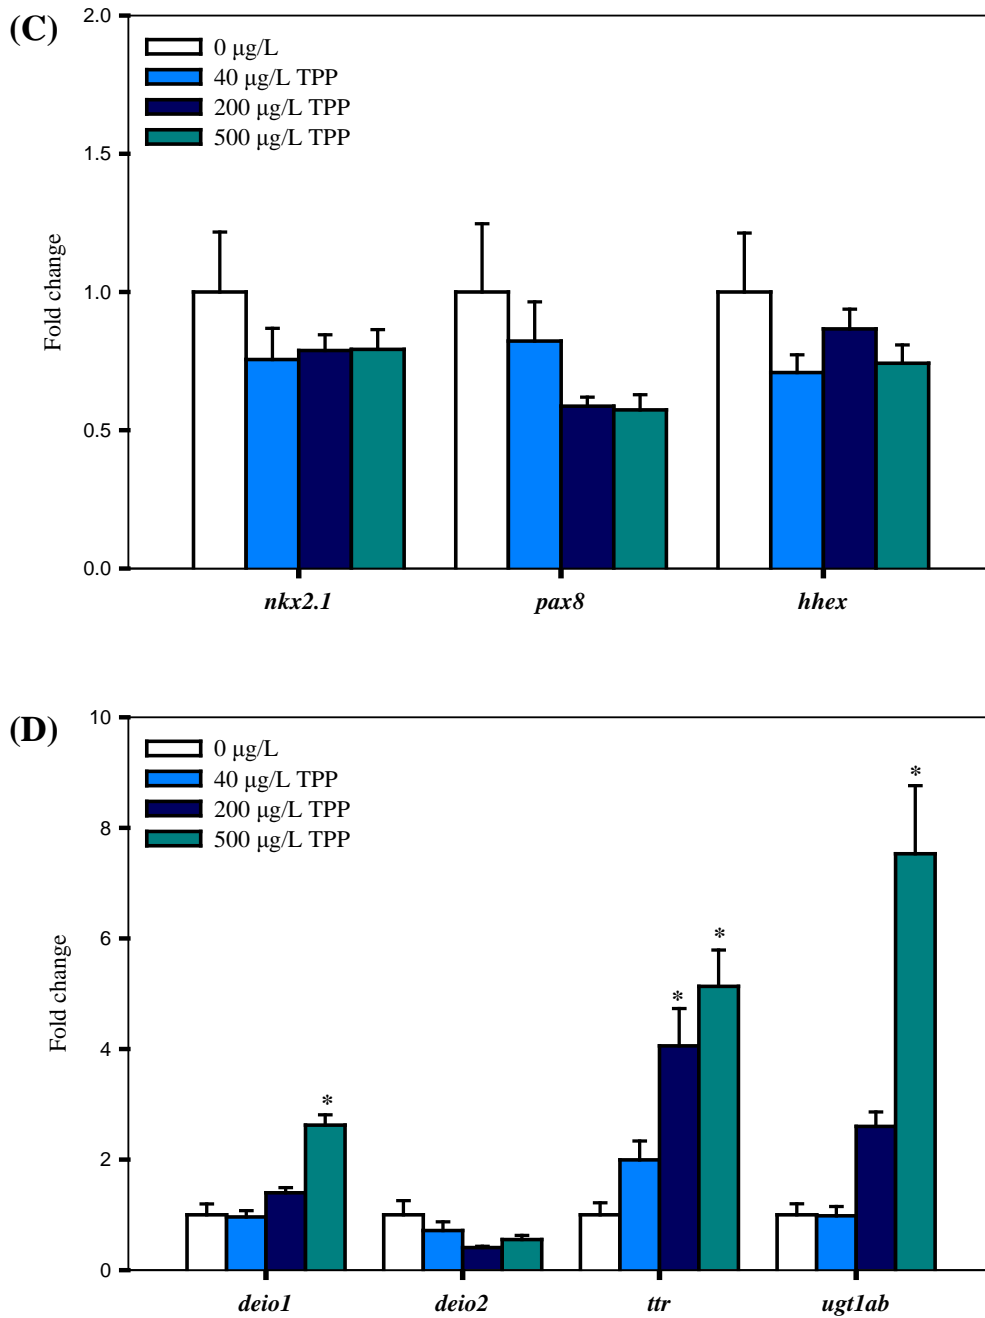 (C)
2.0
1.5
1.0
0.5
0.0
Fold change
0 μg/L
40 μg/L TPP
200 μg/L TPP
500 μg/L TPP
nkx2.1 pax8 hhex
(D)
10
8
6
4
2
0
Fold change
0 μg/L
40 μg/L TPP
200 μg/L TPP
500 μg/L TPP
*
*
*
*
deio1 deio2 ttr ugt1ab